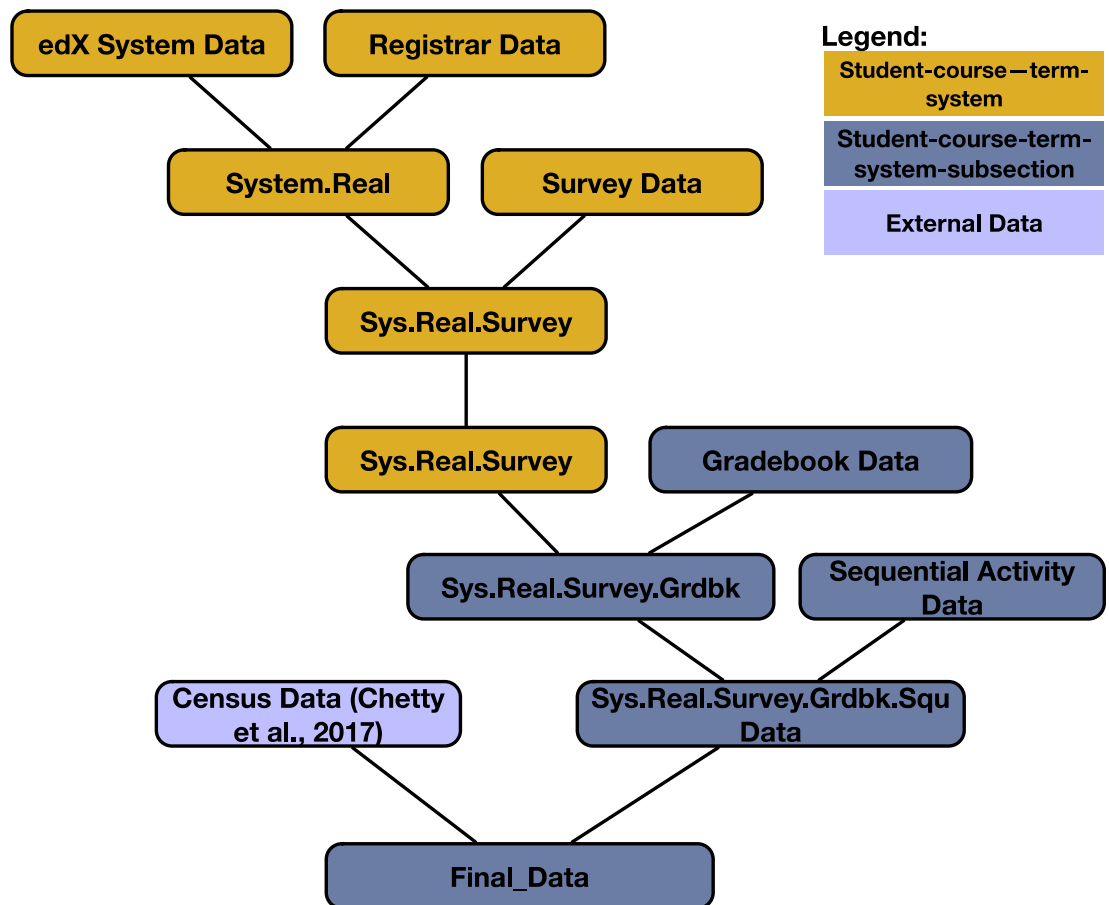 edX System Data
Registrar Data
Legend:
Student-course—term-
system
Student-course-term-
system-subsection
External Data
System.Real
Survey Data
Sys.Real.Survey
Sys.Real.Survey
Gradebook Data
Sys.Real.Survey.Grdbk
Sequential Activity
Data
Census Data (Chetty
et al., 2017)
Sys.Real.Survey.Grdbk.Squ
Data
Final_Data